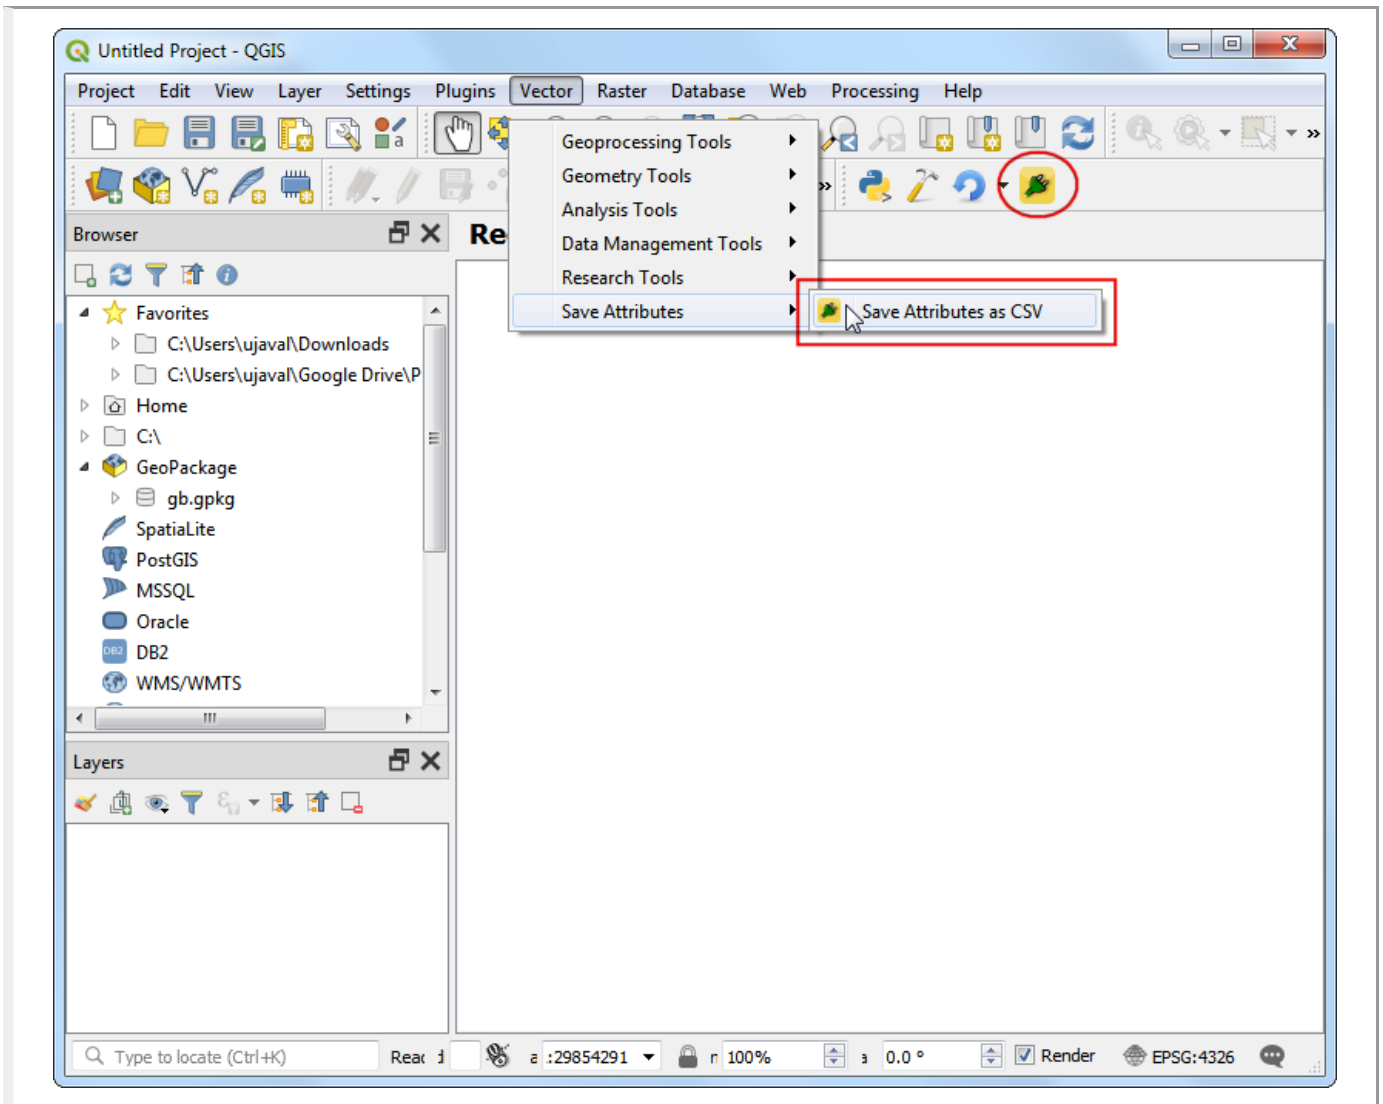 Untitled Project - QGIS
Project Edit View Layer Settings Plugins Vector Raster Database Web Processing Help
Geoprocessing Tools
Geometry Tools
Analysis Tools
Data Management Tools
Research Tools
Save Attributes
Save Attributes as CSV
Browser
Re
Favorites
C:\Users\ujaval\Downloads
C:\Users\ujaval\Google Drive\P
Home
C:\
GeoPackage
gb.gpkg
SpatiaLite
PostGIS
MSSQL
Oracle
DB2
DB2
WMS/WMTS
Layers
Type to locate (Ctrl+K) :29854291 100% 0.0 ° Render EPSG:4326